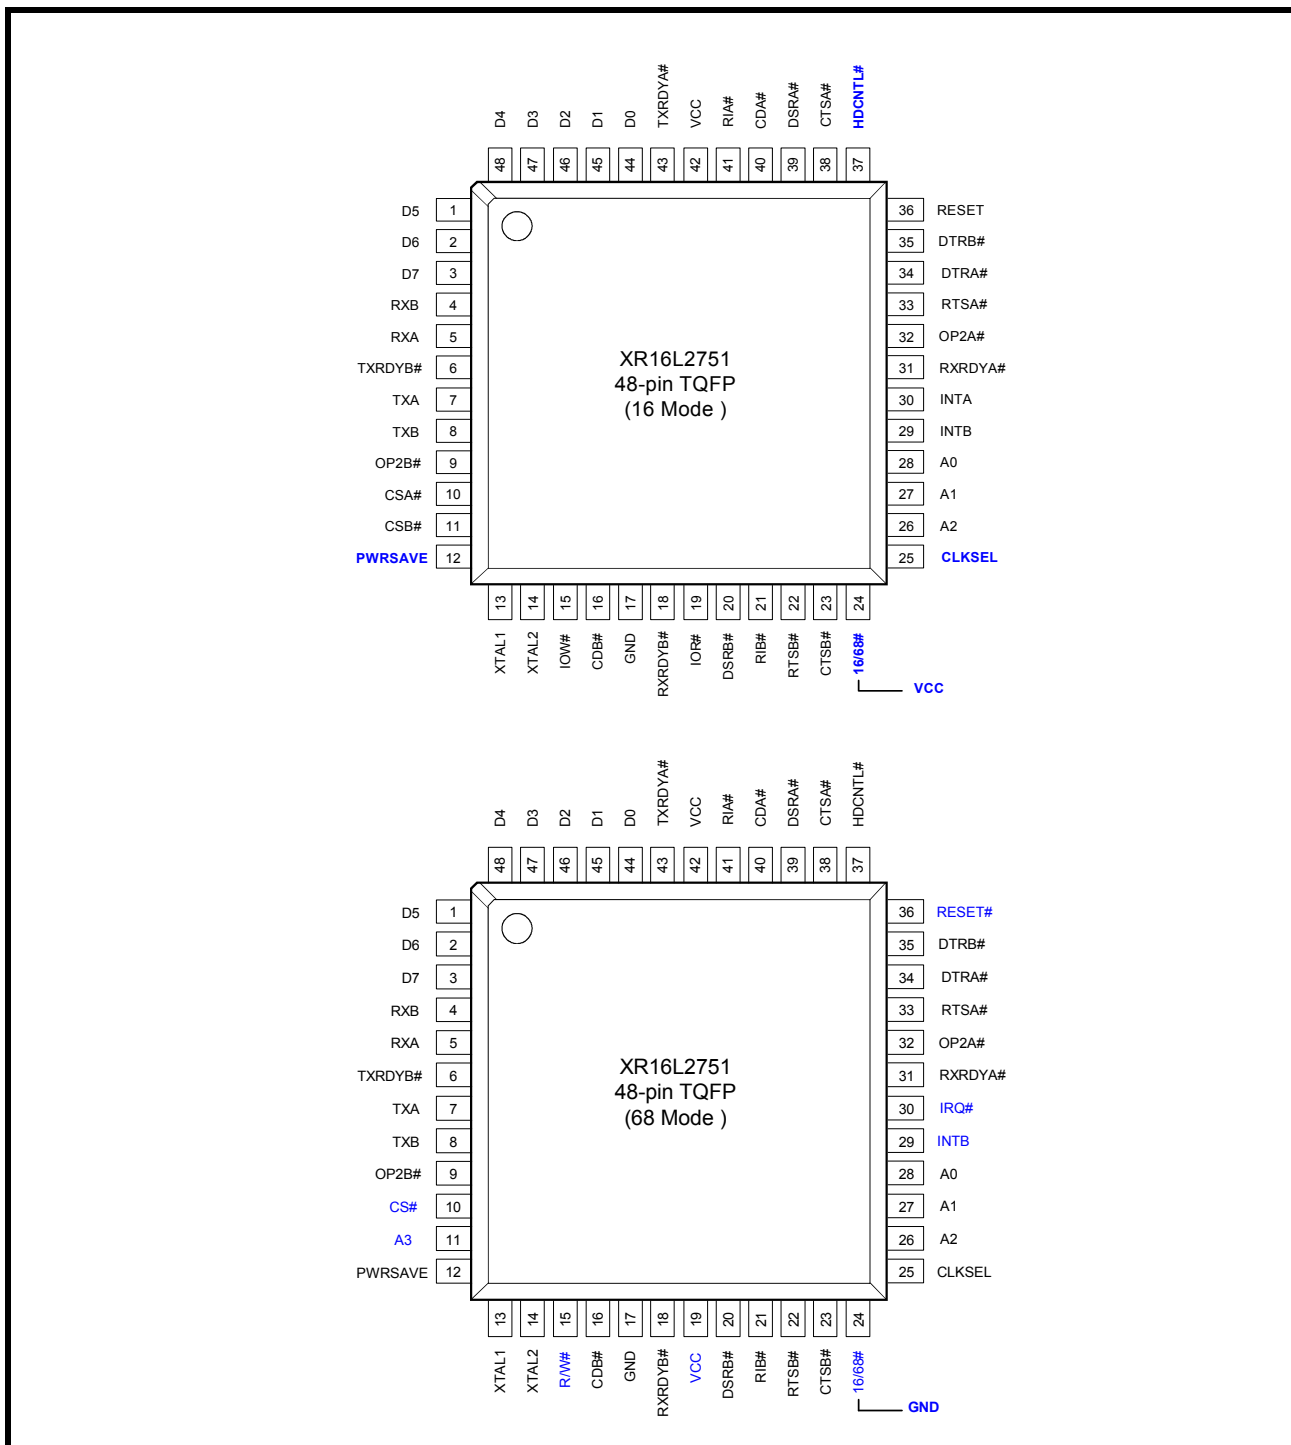 D4 D3 D2 D1 D0 TXRDYA# VCC RIA# CDA# DSRA# CTSA# HDCNTL#
48 47 46 45 44 43 42 41 40 39 38 37
D5 1 36 RESET
D6 2 35 DTRB#
D7 3 34 DTRA#
RXB 4 33 RTSA#
RXA 5 32 OP2A#
TXRDYB# 6 31 RXRDYA#
XR16L2751
48-pin TQFP
(16 Mode )
TXA 7 30 INTA
TXB 8 29 INTB
OP2B# 9 28 A0
CSA# 10 27 A1
CSB# 11 26 A2
PWRSAVE 12 25 CLKSEL
13 14 15 16 17 18 19 20 21 22 23 24
XTAL1 XTAL2 IOW# CDB# GND RXRDYB# IOR# DSRB# RIB# RTSB# CTSB# 16/68#
VCC
D4 D3 D2 D1 D0 TXRDYA# VCC RIA# CDA# DSRA# CTSA# HDCNTL#
48 47 46 45 44 43 42 41 40 39 38 37
D5 1 36 RESET#
D6 2 35 DTRB#
D7 3 34 DTRA#
RXB 4 33 RTSA#
RXA 5 32 OP2A#
TXRDYB# 6 31 RXRDYA#
XR16L2751
48-pin TQFP
(68 Mode )
TXA 7 30 IRQ#
TXB 8 29 INTB
OP2B# 9 28 A0
CS# 10 27 A1
A3 11 26 A2
PWRSAVE 12 25 CLKSEL
13 14 15 16 17 18 19 20 21 22 23 24
XTAL1 XTAL2 R/W# CDB# GND RXRDYB# VCC DSRB# RIB# RTSB# CTSB# 16/68#
GND